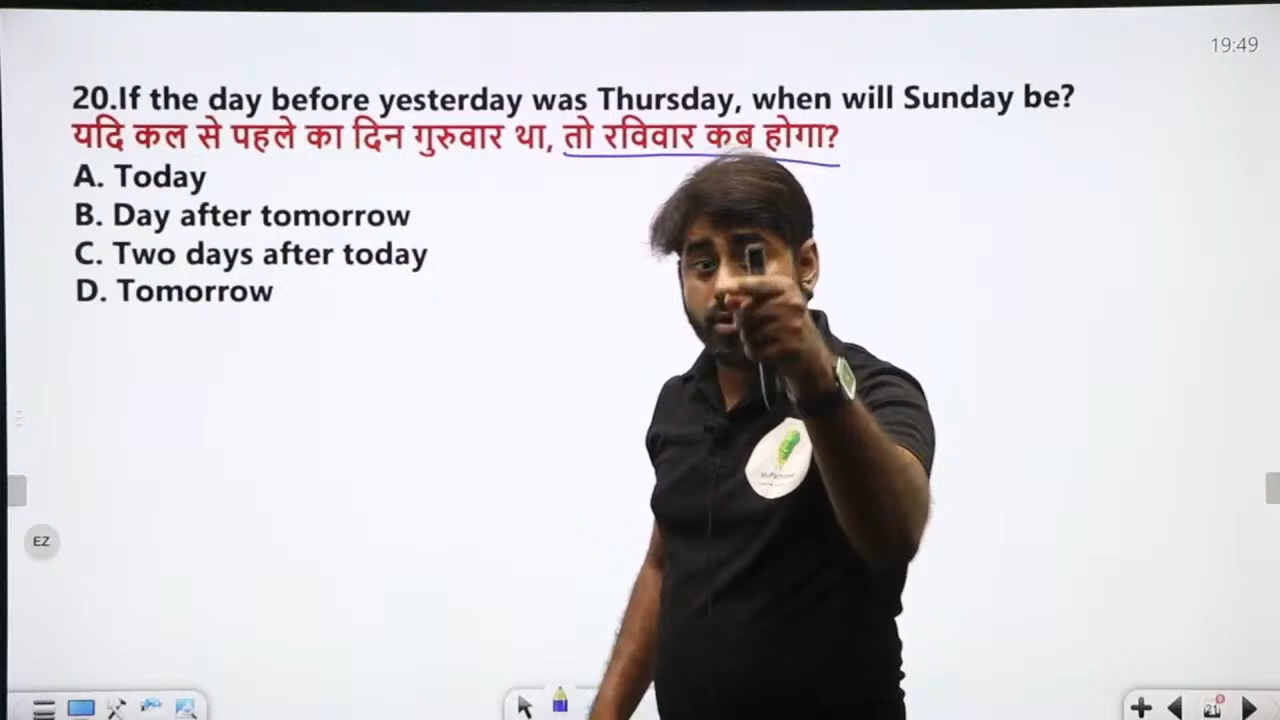 19:49
20.If the day before yesterday was Thursday, when will Sunday be?
यदि कल से पहले का दिन गुरुवार था, तो रविवार कब होगा?
A. Today
B. Day after tomorrow
C. Two days after today
D. Tomorrow
EZ
21